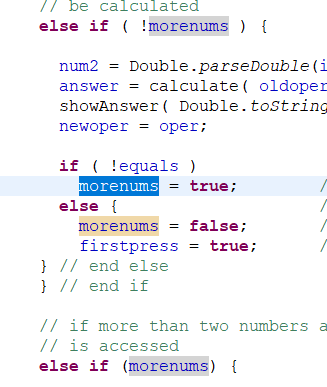 // be calculated
else if ( !morenums ) {
num2 = Double.parseDouble(i
answer = calculate( oldoper
showAnswer( Double.toString
newoper = oper;
if ( !equals )
morenums = true; /
else { /
morenums = false; /
firstpress = true; /
} // end else
} // end if
// if more than two numbers a
// is accessed
else if (morenums) {